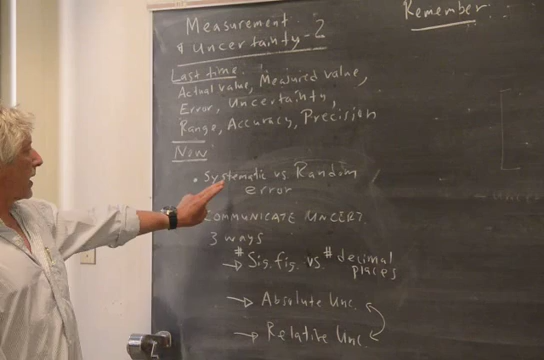 Measurement
& Uncertainty-2
Last time:
Actual value, Measured value,
Error, Uncertainty,
Range, Accuracy, Precision
Now:
• Systematic vs Random
error
COMMUNICATE UNCERT.
3 ways
→ # Sig.fig. vs. # decimal
places
→ Absolute Unc.
→ Relative Unc.
Remember: